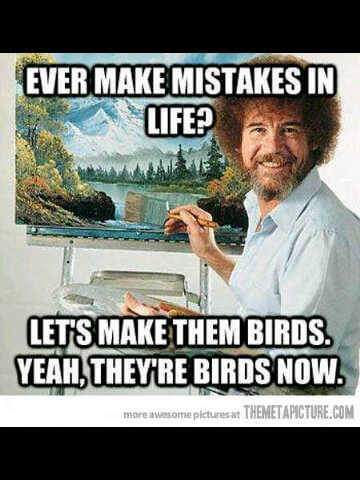 EVER MAKE MISTAKES IN
LIFE?
LET'S MAKE THEM BIRDS.
YEAH, THEY'RE BIRDS NOW.
more awesome pictures at THEMETAPICTURE.COM